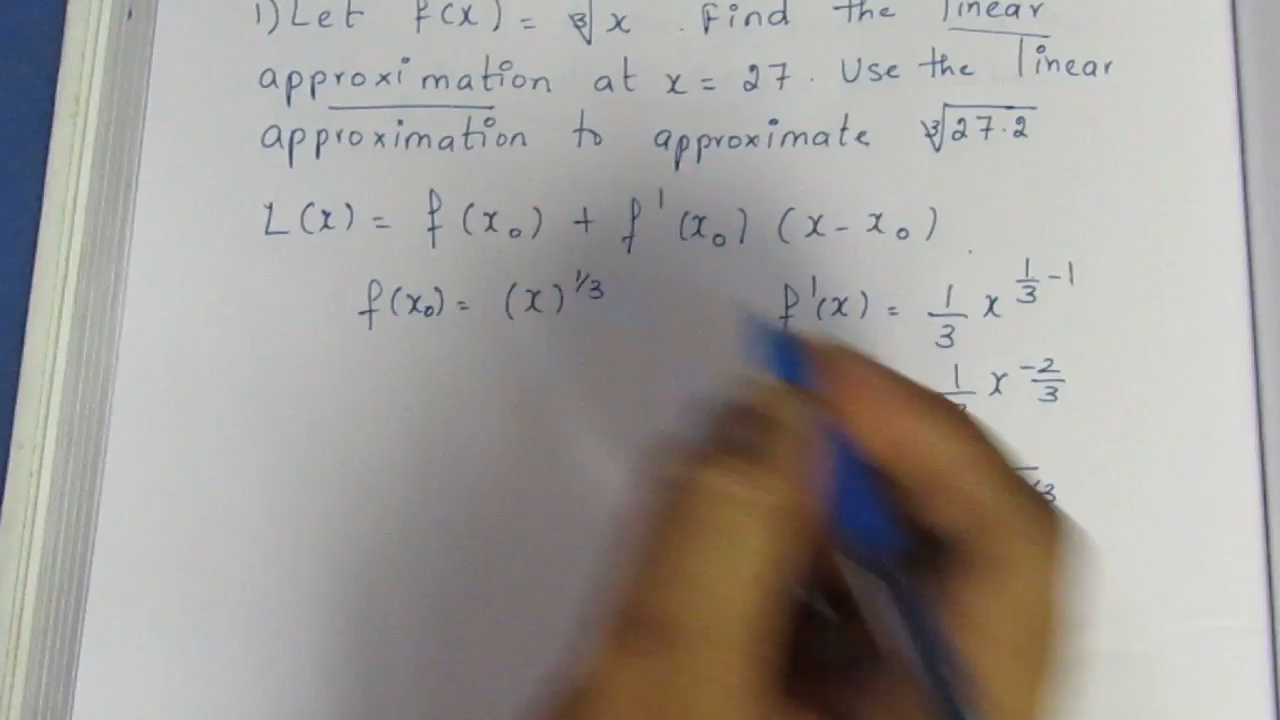 1) Let f(x) = ∛x . Find the linear
approximation at x = 27. Use the linear
approximation to approximate ∛27.2
L(x) = f(x₀) + f'(x₀) (x - x₀)
f(x₀) = (x)^1/3 f'(x) = 1/3 x^1/3 - 1
x^-2/3